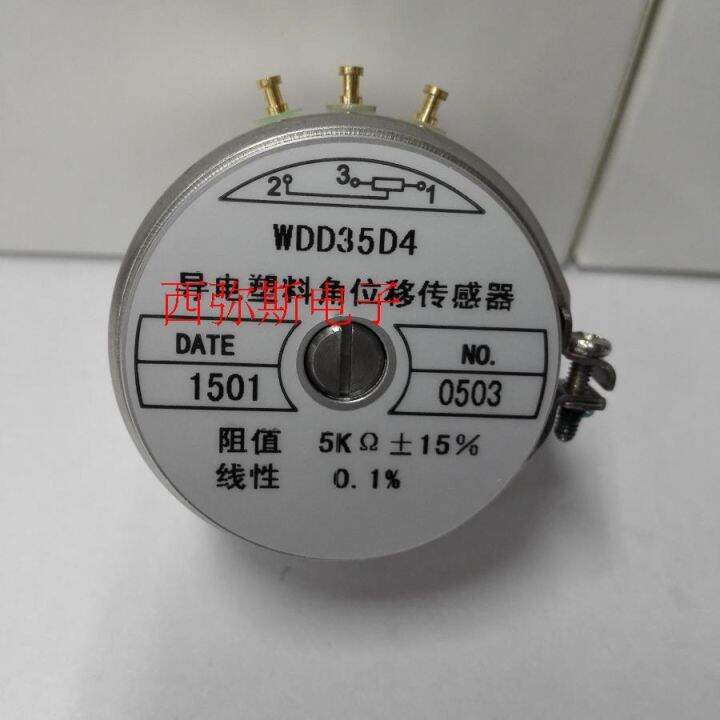 2 3 1
WDD35D4
导电塑料角位移传感器
西弥斯电子
DATE NO.
1501 0503
阻值 5KΩ±15%
线性 0.1%